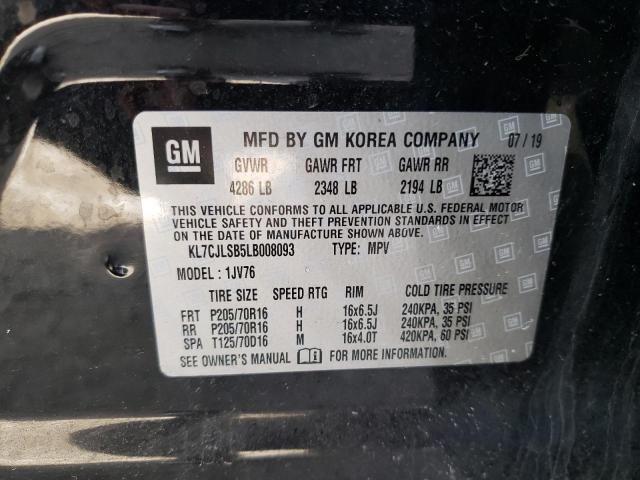 GM MFD BY GM KOREA COMPANY 07/19
GVWR GAWR FRT GAWR RR
4286 LB 2348 LB 2194 LB
THIS VEHICLE CONFORMS TO ALL APPLICABLE U.S. FEDERAL MOTOR
VEHICLE SAFETY AND THEFT PREVENTION STANDARDS IN EFFECT
ON THE DATE OF MANUFACTURE SHOWN ABOVE.
KL7CJLSB5LB008093 TYPE: MPV
MODEL: 1JV76
TIRE SIZE SPEED RTG RIM COLD TIRE PRESSURE
FRT P205/70R16 H 16x6.5J 240KPA, 35 PSI
RR P205/70R16 H 16x6.5J 240KPA, 35 PSI
SPA T125/70D16 M 16x4.0T 420KPA, 60 PSI
SEE OWNER'S MANUAL FOR MORE INFORMATION.